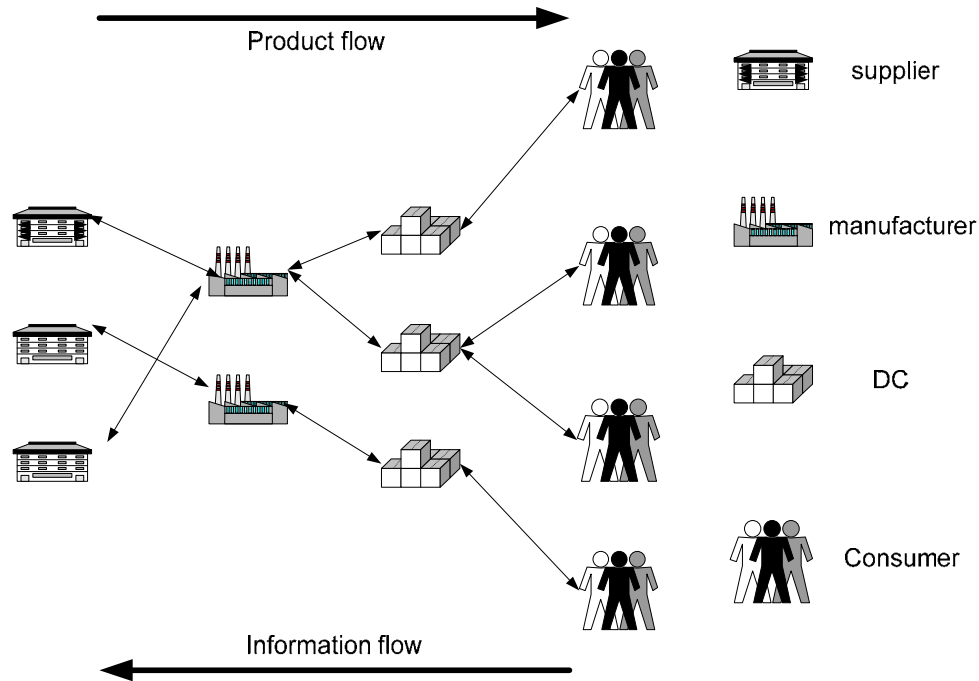 Product flow
supplier
manufacturer
DC
Consumer
Information flow